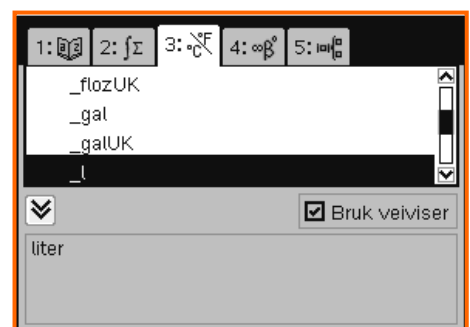 1: 2: ∫Σ 3: °C°F 4: ∞β° 5:
_flozUK
_gal
_galUK
_l
Bruk veiviser
liter